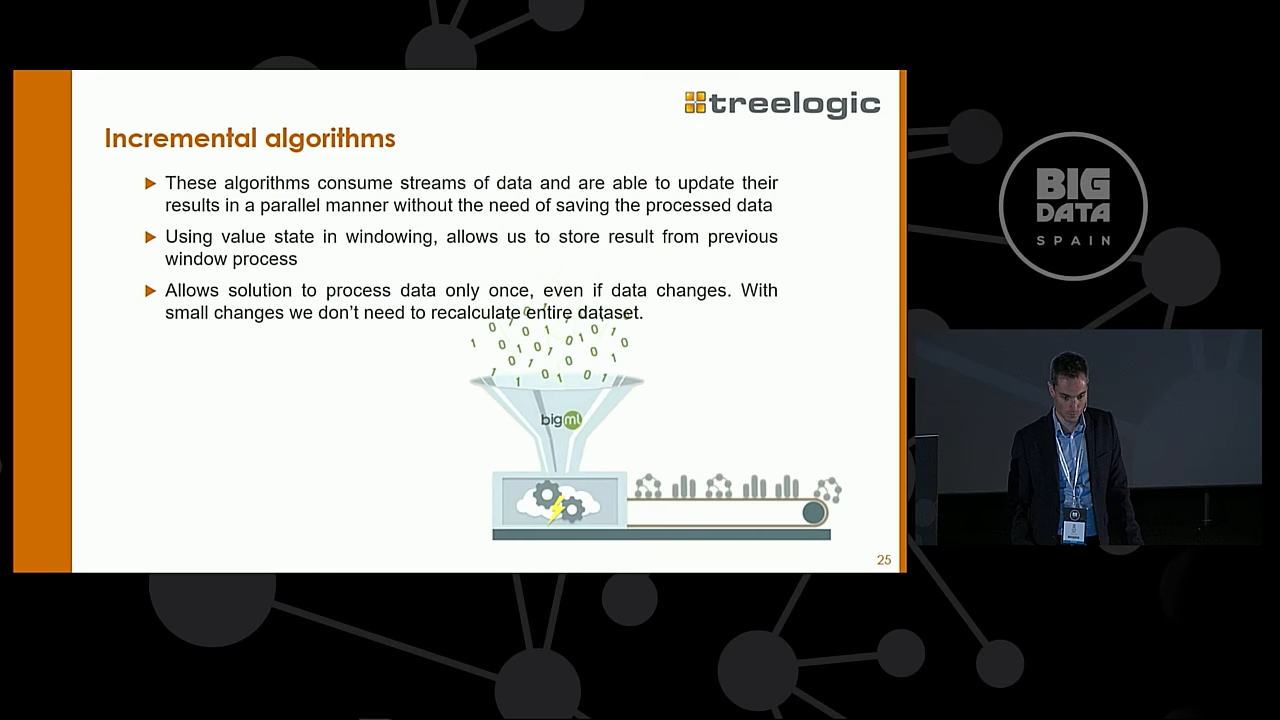 treelogic
Incremental algorithms
These algorithms consume streams of data and are able to update their
results in a parallel manner without the need of saving the processed data
Using value state in windowing, allows us to store result from previous
window process
Allows solution to process data only once, even if data changes. With
small changes we don’t need to recalculate entire dataset.
bigml
25
BIG
DATA
SPAIN